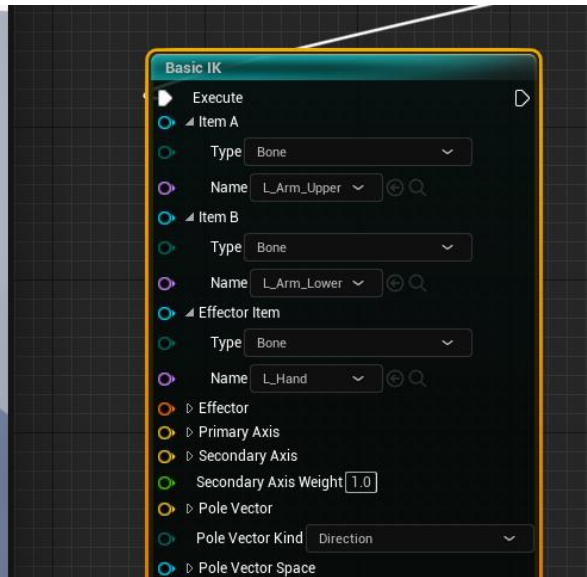 Basic IK
Execute
Item A
Type Bone
Name L_Arm_Upper
Item B
Type Bone
Name L_Arm_Lower
Effector Item
Type Bone
Name L_Hand
Effector
Primary Axis
Secondary Axis
Secondary Axis Weight 1.0
Pole Vector
Pole Vector Kind Direction
Pole Vector Space